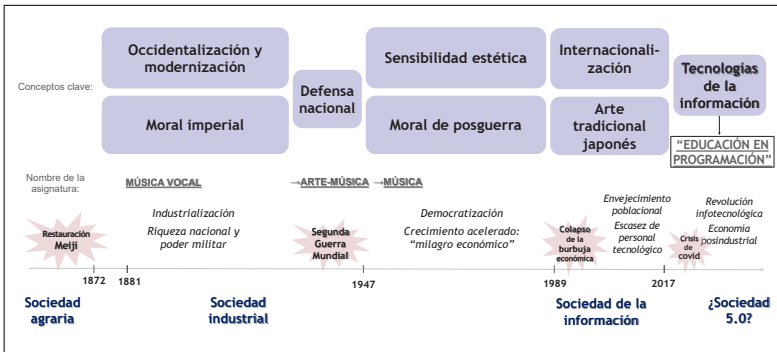 Conceptos clave:
Occidentalización y
modernización
Moral imperial
Defensa
nacional
Sensibilidad estética
Moral de posguerra
Internacionali-
zación
Arte
tradicional
japonés
Tecnologías
de la
información
“EDUCACIÓN EN
PROGRAMACIÓN”
Nombre de la
asignatura:
MÚSICA VOCAL
→ARTE-MÚSICA
→MÚSICA
Restauración
Meiji
Industrialización
Riqueza nacional y
poder militar
Segunda
Guerra
Mundial
Democratización
Crecimiento acelerado:
“milagro económico”
Colapso
de la
burbuja
económica
Envejecimiento
poblacional
Escasez de
personal
tecnológico
Crisis
de
covid
Revolución
infotecnológica
Economía
posindustrial
1872
1881
1947
1989
2017
Sociedad
agraria
Sociedad
industrial
Sociedad de la
información
¿Sociedad
5.0?